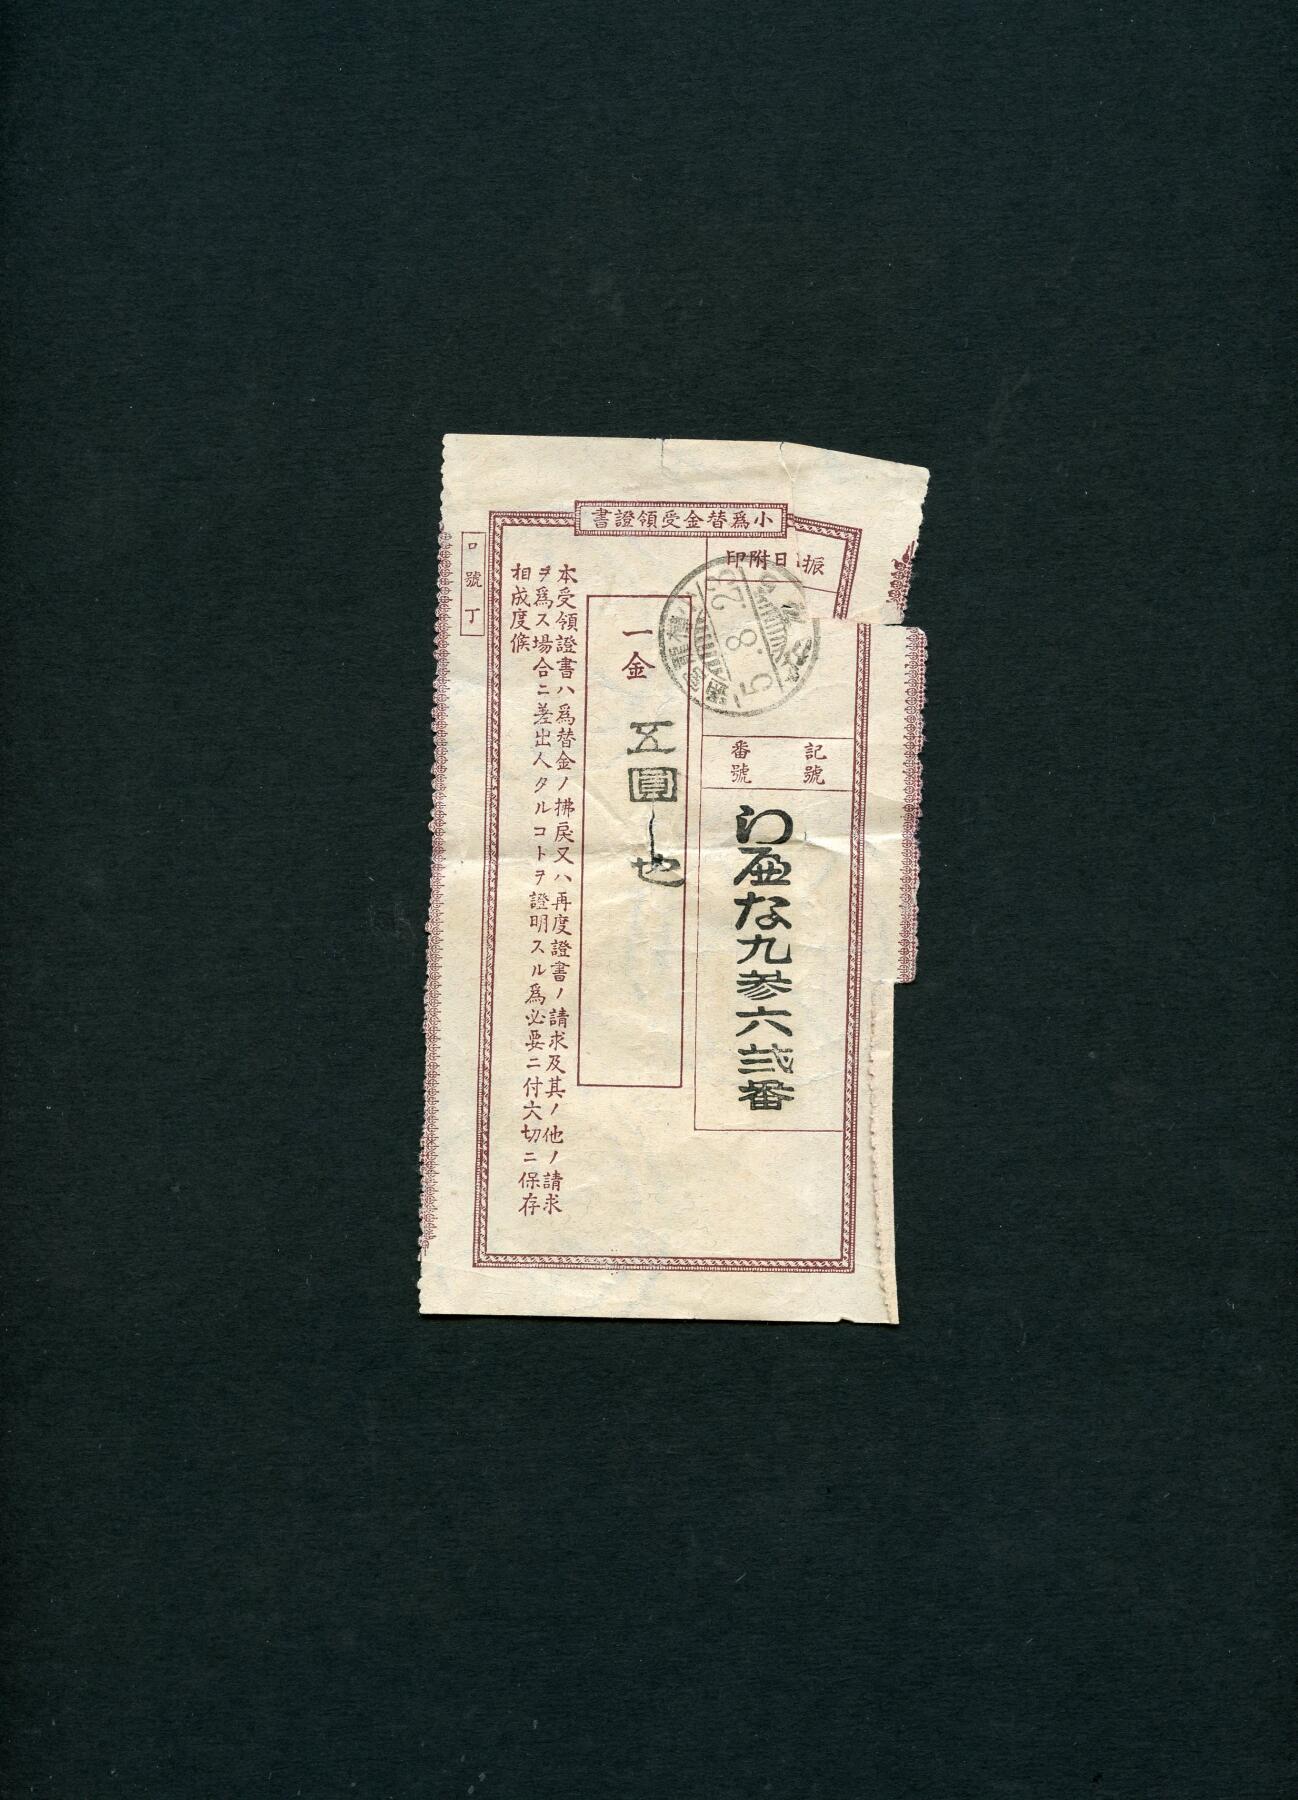 小爲替金受領證書
振 日附印
5.8.23
記號
番號
な九参六弐番
一金
五圓也
本受領證書ハ爲替金ノ拂戻又ハ再度證書ノ請求及其ノ他ノ請求
ヲ爲ス場合ニ差出人タルコトヲ證明スル爲必要ニ付大切ニ保存
相成度候
號丁